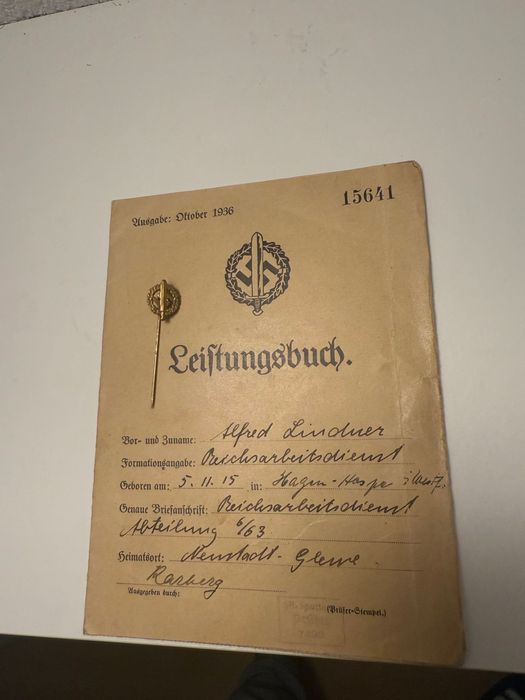 Ausgabe: Oktober 1936
15641
Leistungsbuch.
Vor- und Zuname: Alfred Lindner
Formationsangabe: Reichsarbeitsdienst
Geboren am: 5. 11. 15 in: Hagen-Haspe i/
Genaue Briefanschrift: Reichsarbeitsdienst
Abteilung 6/63
Heimatsort: Neustadt-Glewe
Rarberg
Ausgegeben durch:
(Prüfer-Stempel.)